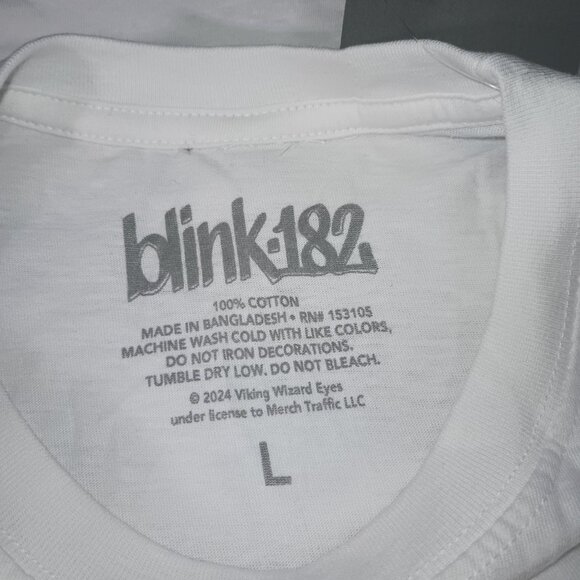 blink-182
100% COTTON
MADE IN BANGLADESH • RN# 153105
MACHINE WASH COLD WITH LIKE COLORS,
DO NOT IRON DECORATIONS.
TUMBLE DRY LOW. DO NOT BLEACH.
© 2024 Viking Wizard Eyes
under license to Merch Traffic LLC
L